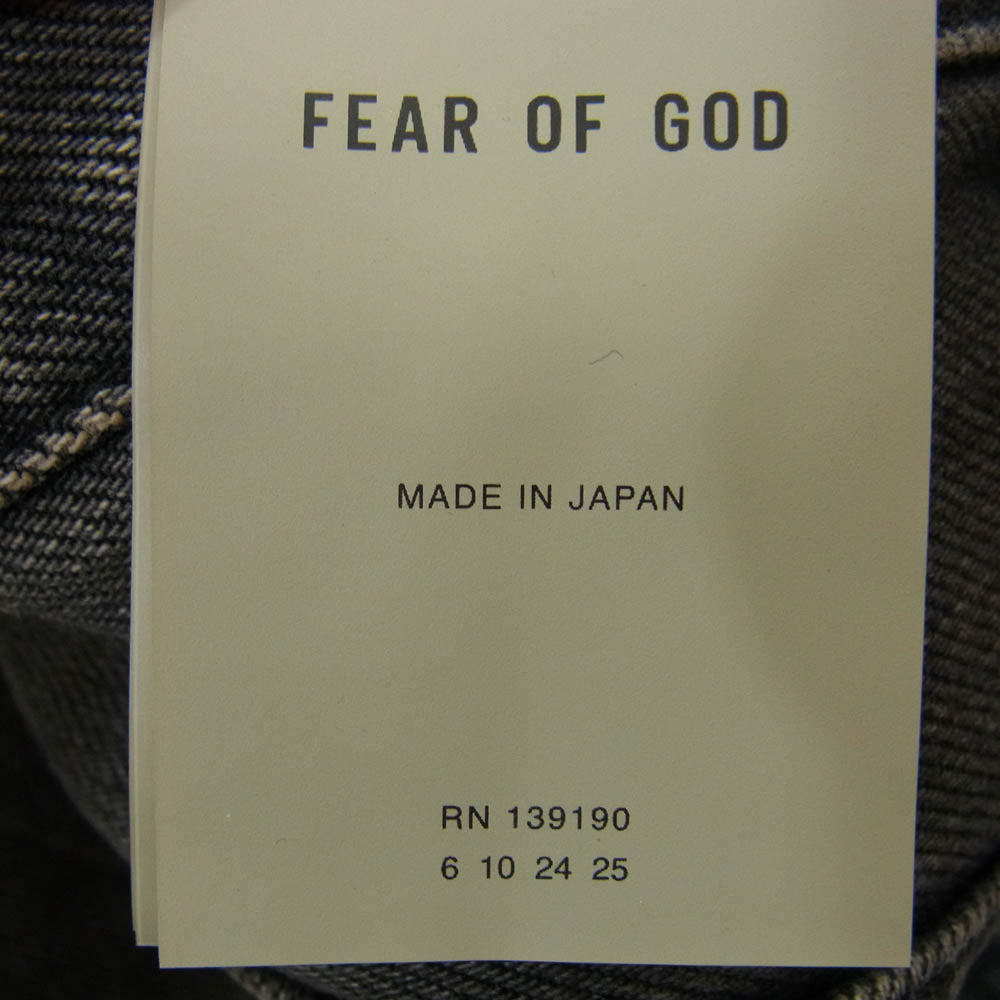 FEAR OF GOD
MADE IN JAPAN
RN 139190
6 10 24 25